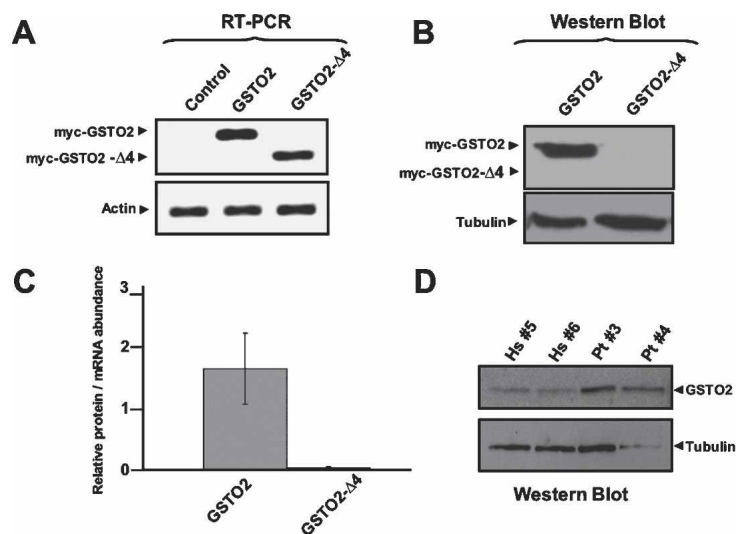 A
RT-PCR
Control
GSTO2
GSTO2-Δ4
myc-GSTO2
myc-GSTO2 -Δ4
Actin
B
Western Blot
GSTO2
GSTO2-Δ4
myc-GSTO2
myc-GSTO2-Δ4
Tubulin
C
Relative protein / mRNA abundance
3
2
1
0
GSTO2
GSTO2-Δ4
D
Hs #5
Hs #6
Pt #3
Pt #4
GSTO2
Tubulin
Western Blot